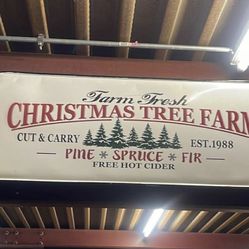 Farm Fresh
CHRISTMAS TREE FARM
CUT & CARRY EST.1988
PINE * SPRUCE * FIR
FREE HOT CIDER